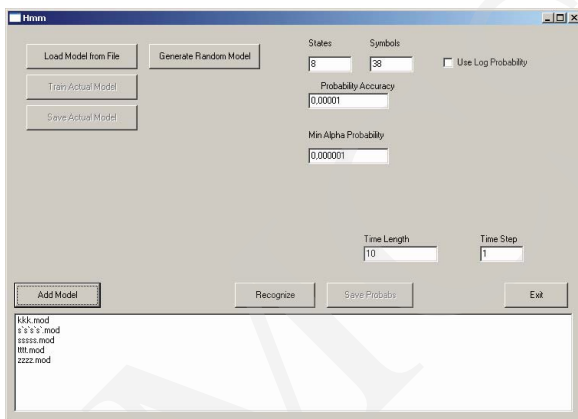 Hmm
States Symbols
Load Model from File Generate Random Model 8 38 Use Log Probability
Train Actual Model Probability Accuracy
0,00001
Save Actual Model
Min Alpha Probability
0,000001
Time Length Time Step
10 1
Add Model Recognize Save Probabs Exit
kkk.mod
s`s`s`s`.mod
sssss.mod
tttt.mod
zzzz.mod